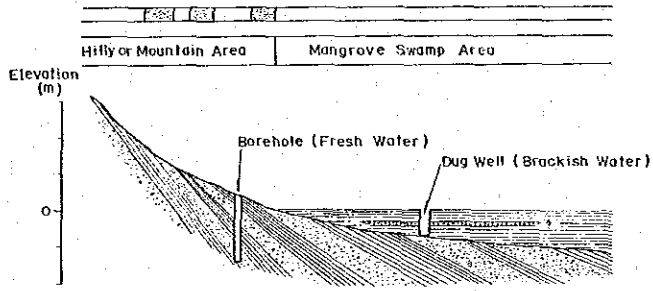 Hilly or Mountain Area
Mangrove Swamp Area
Elevation
(m)
Borehole (Fresh Water)
Dug Well (Brackish Water)
0